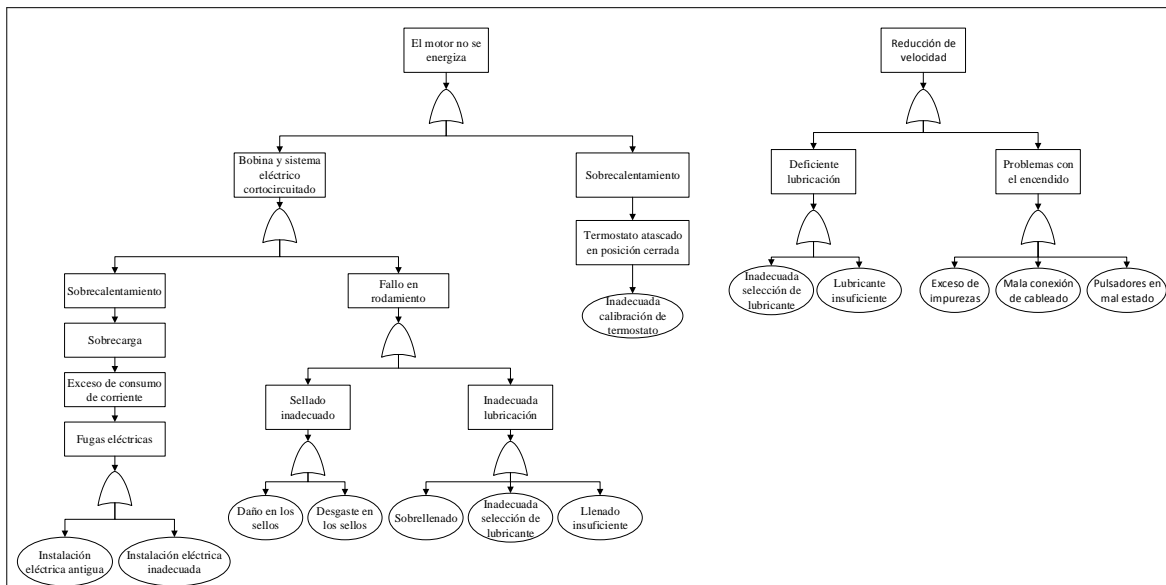 El motor no se
energiza
Reducción de
velocidad
Bobina y sistema
eléctrico
cortocircuitado
Sobrecalentamiento
Deficiente
lubricación
Problemas con
el encendido
Termostato atascado
en posición cerrada
Sobrecalentamiento
Fallo en
rodamiento
Inadecuada
calibración de
termostato
Inadecuada
selección de
lubricante
Lubricante
insuficiente
Exceso de
impurezas
Mala conexión
de cableado
Pulsadores en
mal estado
Sobrecarga
Exceso de consumo
de corriente
Sellado
inadecuado
Inadecuada
lubricación
Fugas eléctricas
Daño en los
sellos
Desgaste en
los sellos
Sobrellenado
Inadecuada
selección de
lubricante
Llenado
insuficiente
Instalación
eléctrica antigua
Instalación eléctrica
inadecuada